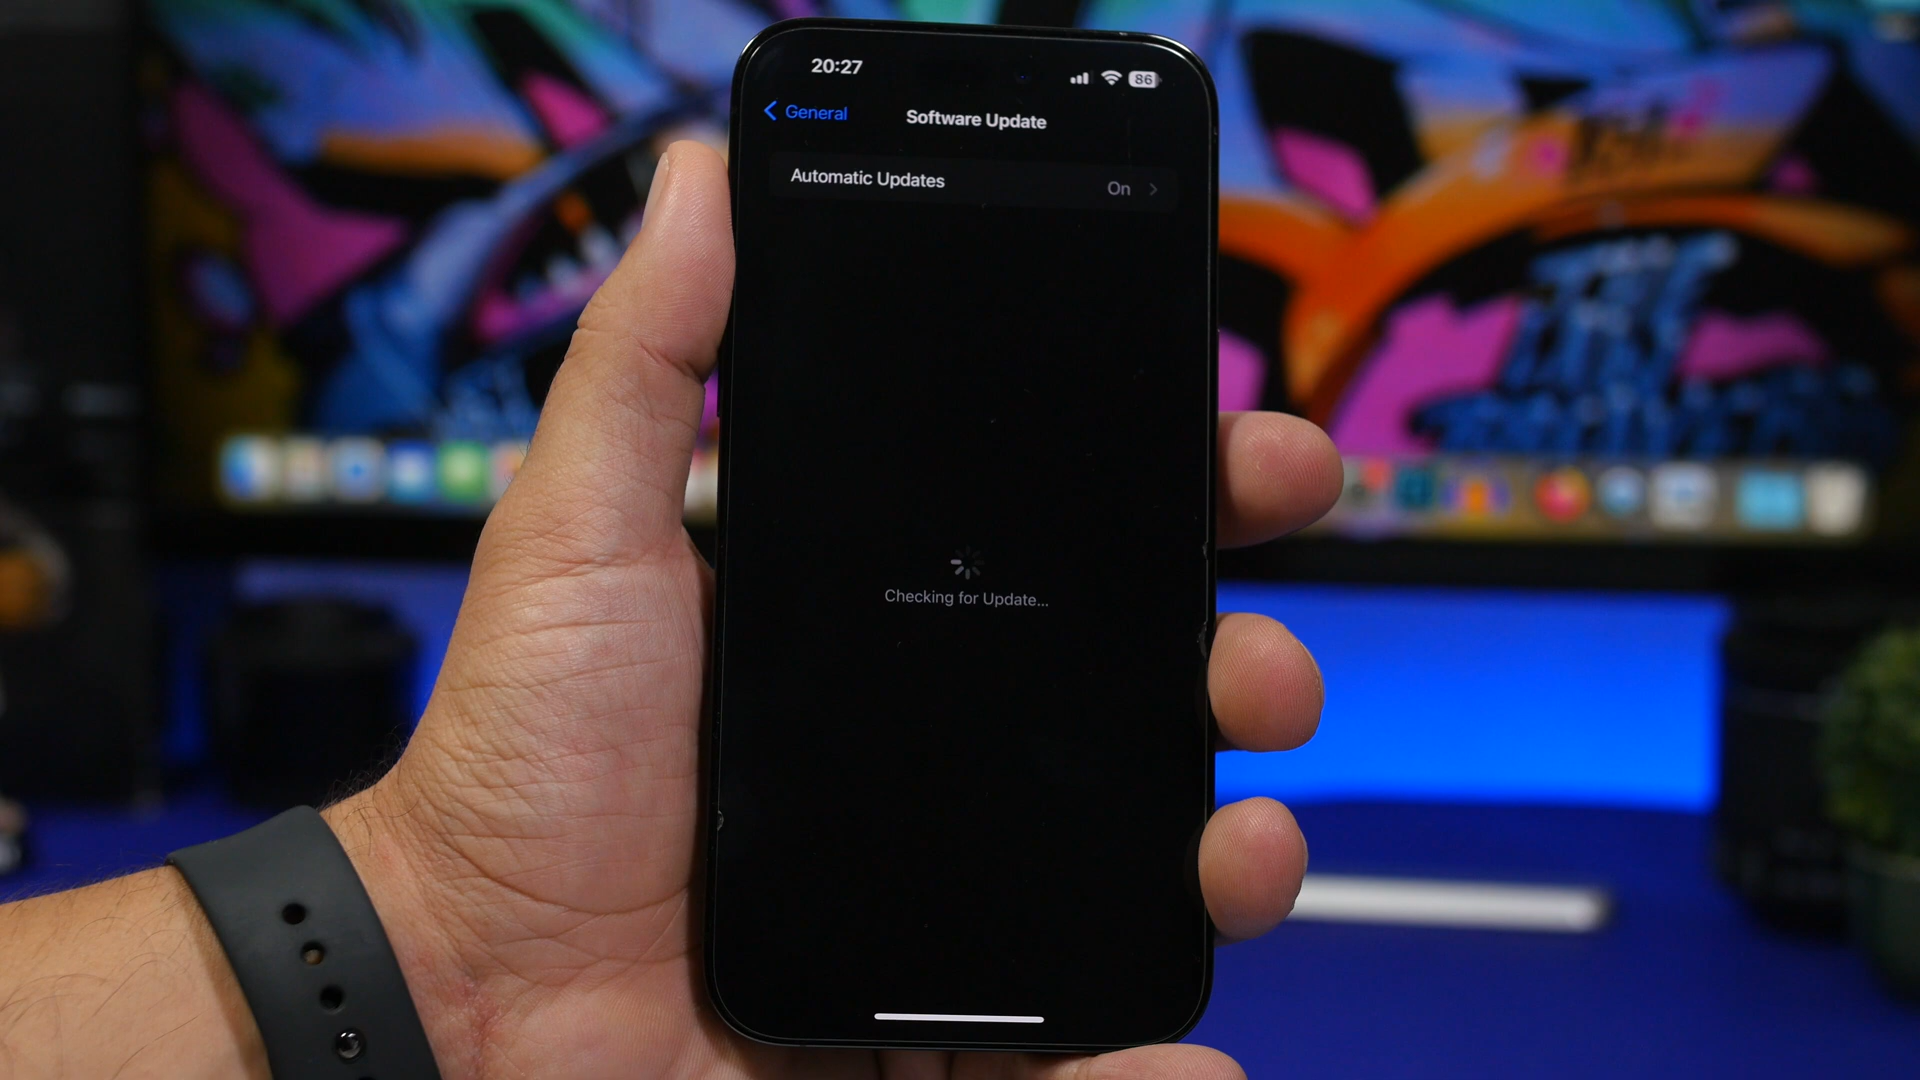 20:27
86
General
Software Update
Automatic Updates
On
Checking for Update...